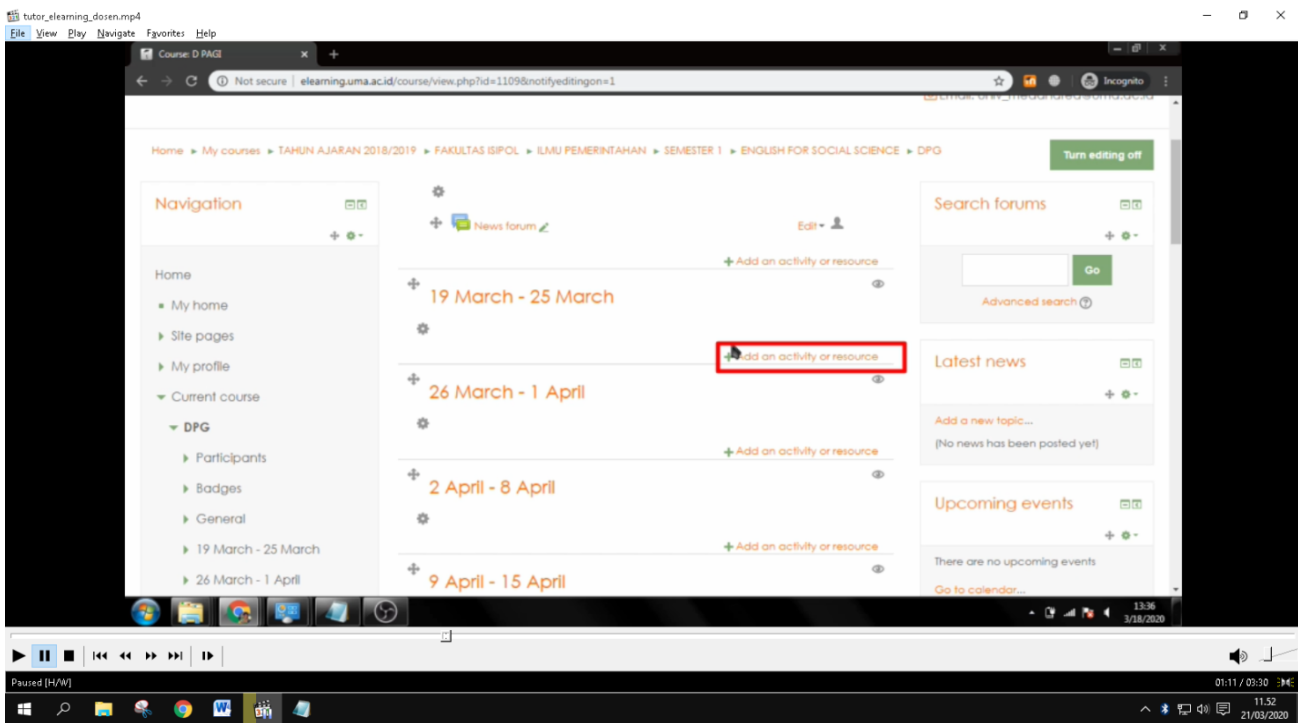 tutor_elearning_dosen.mp4
File View Play Navigate Favorites Help
Course: D PAGI
Not secure | elearning.uma.ac.id/course/view.php?id=1109&notifyeditingon=1
Incognito
Home ▸ My courses ▸ TAHUN AJARAN 2018/2019 ▸ FAKULTAS ISIPOL ▸ ILMU PEMERINTAHAN ▸ SEMESTER 1 ▸ ENGLISH FOR SOCIAL SCIENCE ▸ DPG
Turn editing off
Navigation
Home
My home
Site pages
My profile
Current course
DPG
Participants
Badges
General
19 March - 25 March
26 March - 1 April
News forum
Edit
Add an activity or resource
19 March - 25 March
Add an activity or resource
26 March - 1 April
Add an activity or resource
2 April - 8 April
Add an activity or resource
9 April - 15 April
Search forums
Go
Advanced search
Latest news
Add a new topic...
(No news has been posted yet)
Upcoming events
There are no upcoming events
Go to calendar...
13:36
3/18/2020
Paused [H/W]
01:11 / 03:30
11.52
21/03/2020